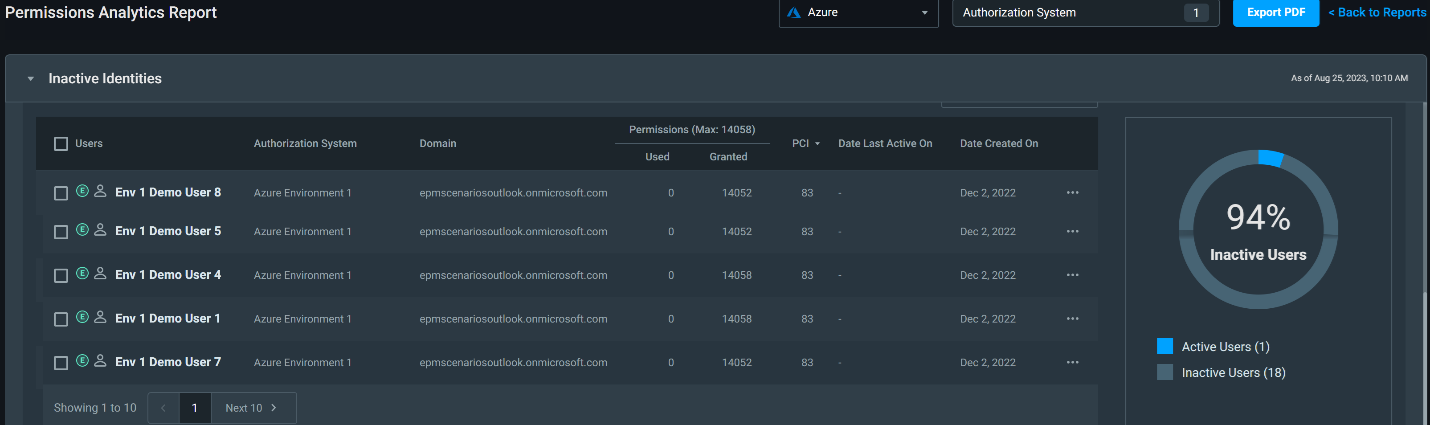 Permissions Analytics Report
Azure
Authorization System 1
Export PDF
< Back to Reports
Inactive Identities
As of Aug 25, 2023, 10:10 AM
Users Authorization System Domain Permissions (Max: 14058) PCI Date Last Active On Date Created On
Used Granted
E Env 1 Demo User 8 Azure Environment 1 epmscenariosoutlook.onmicrosoft.com 0 14052 83 - Dec 2, 2022 •••
E Env 1 Demo User 5 Azure Environment 1 epmscenariosoutlook.onmicrosoft.com 0 14052 83 - Dec 2, 2022 •••
E Env 1 Demo User 4 Azure Environment 1 epmscenariosoutlook.onmicrosoft.com 0 14058 83 - Dec 2, 2022 •••
E Env 1 Demo User 1 Azure Environment 1 epmscenariosoutlook.onmicrosoft.com 0 14058 83 - Dec 2, 2022 •••
E Env 1 Demo User 7 Azure Environment 1 epmscenariosoutlook.onmicrosoft.com 0 14052 83 - Dec 2, 2022 •••
Showing 1 to 10 < 1 Next 10 >
94%
Inactive Users
Active Users (1)
Inactive Users (18)